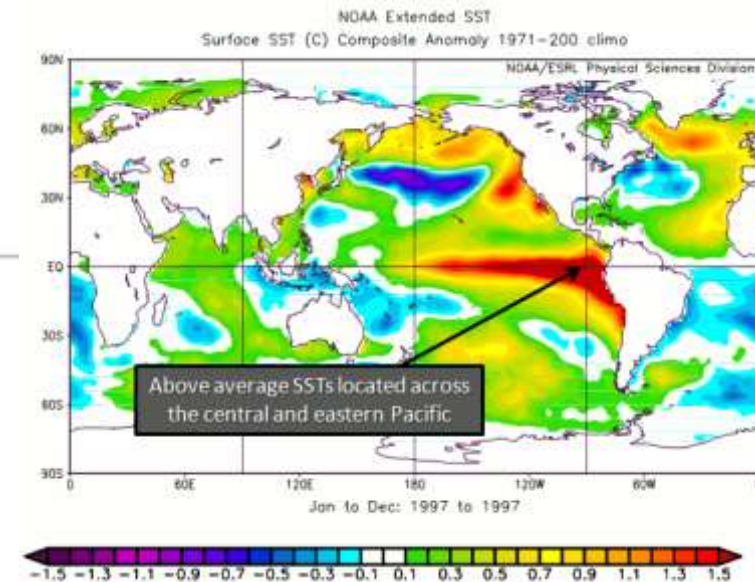 NOAA Extended SST
Surface SST (C) Composite Anomaly 1971-200 climo
NOAA/ESRL Physical Sciences Division
90N
60N
30N
EQ
30S
60S
90S
Above average SSTs located across
the central and eastern Pacific
0 60E 120E 180 120W 60W
Jan to Dec: 1997 to 1997
-1.5 -1.3 -1.1 -0.9 -0.7 -0.5 -0.3 -0.1 0.1 0.3 0.5 0.7 0.9 1.1 1.3 1.5